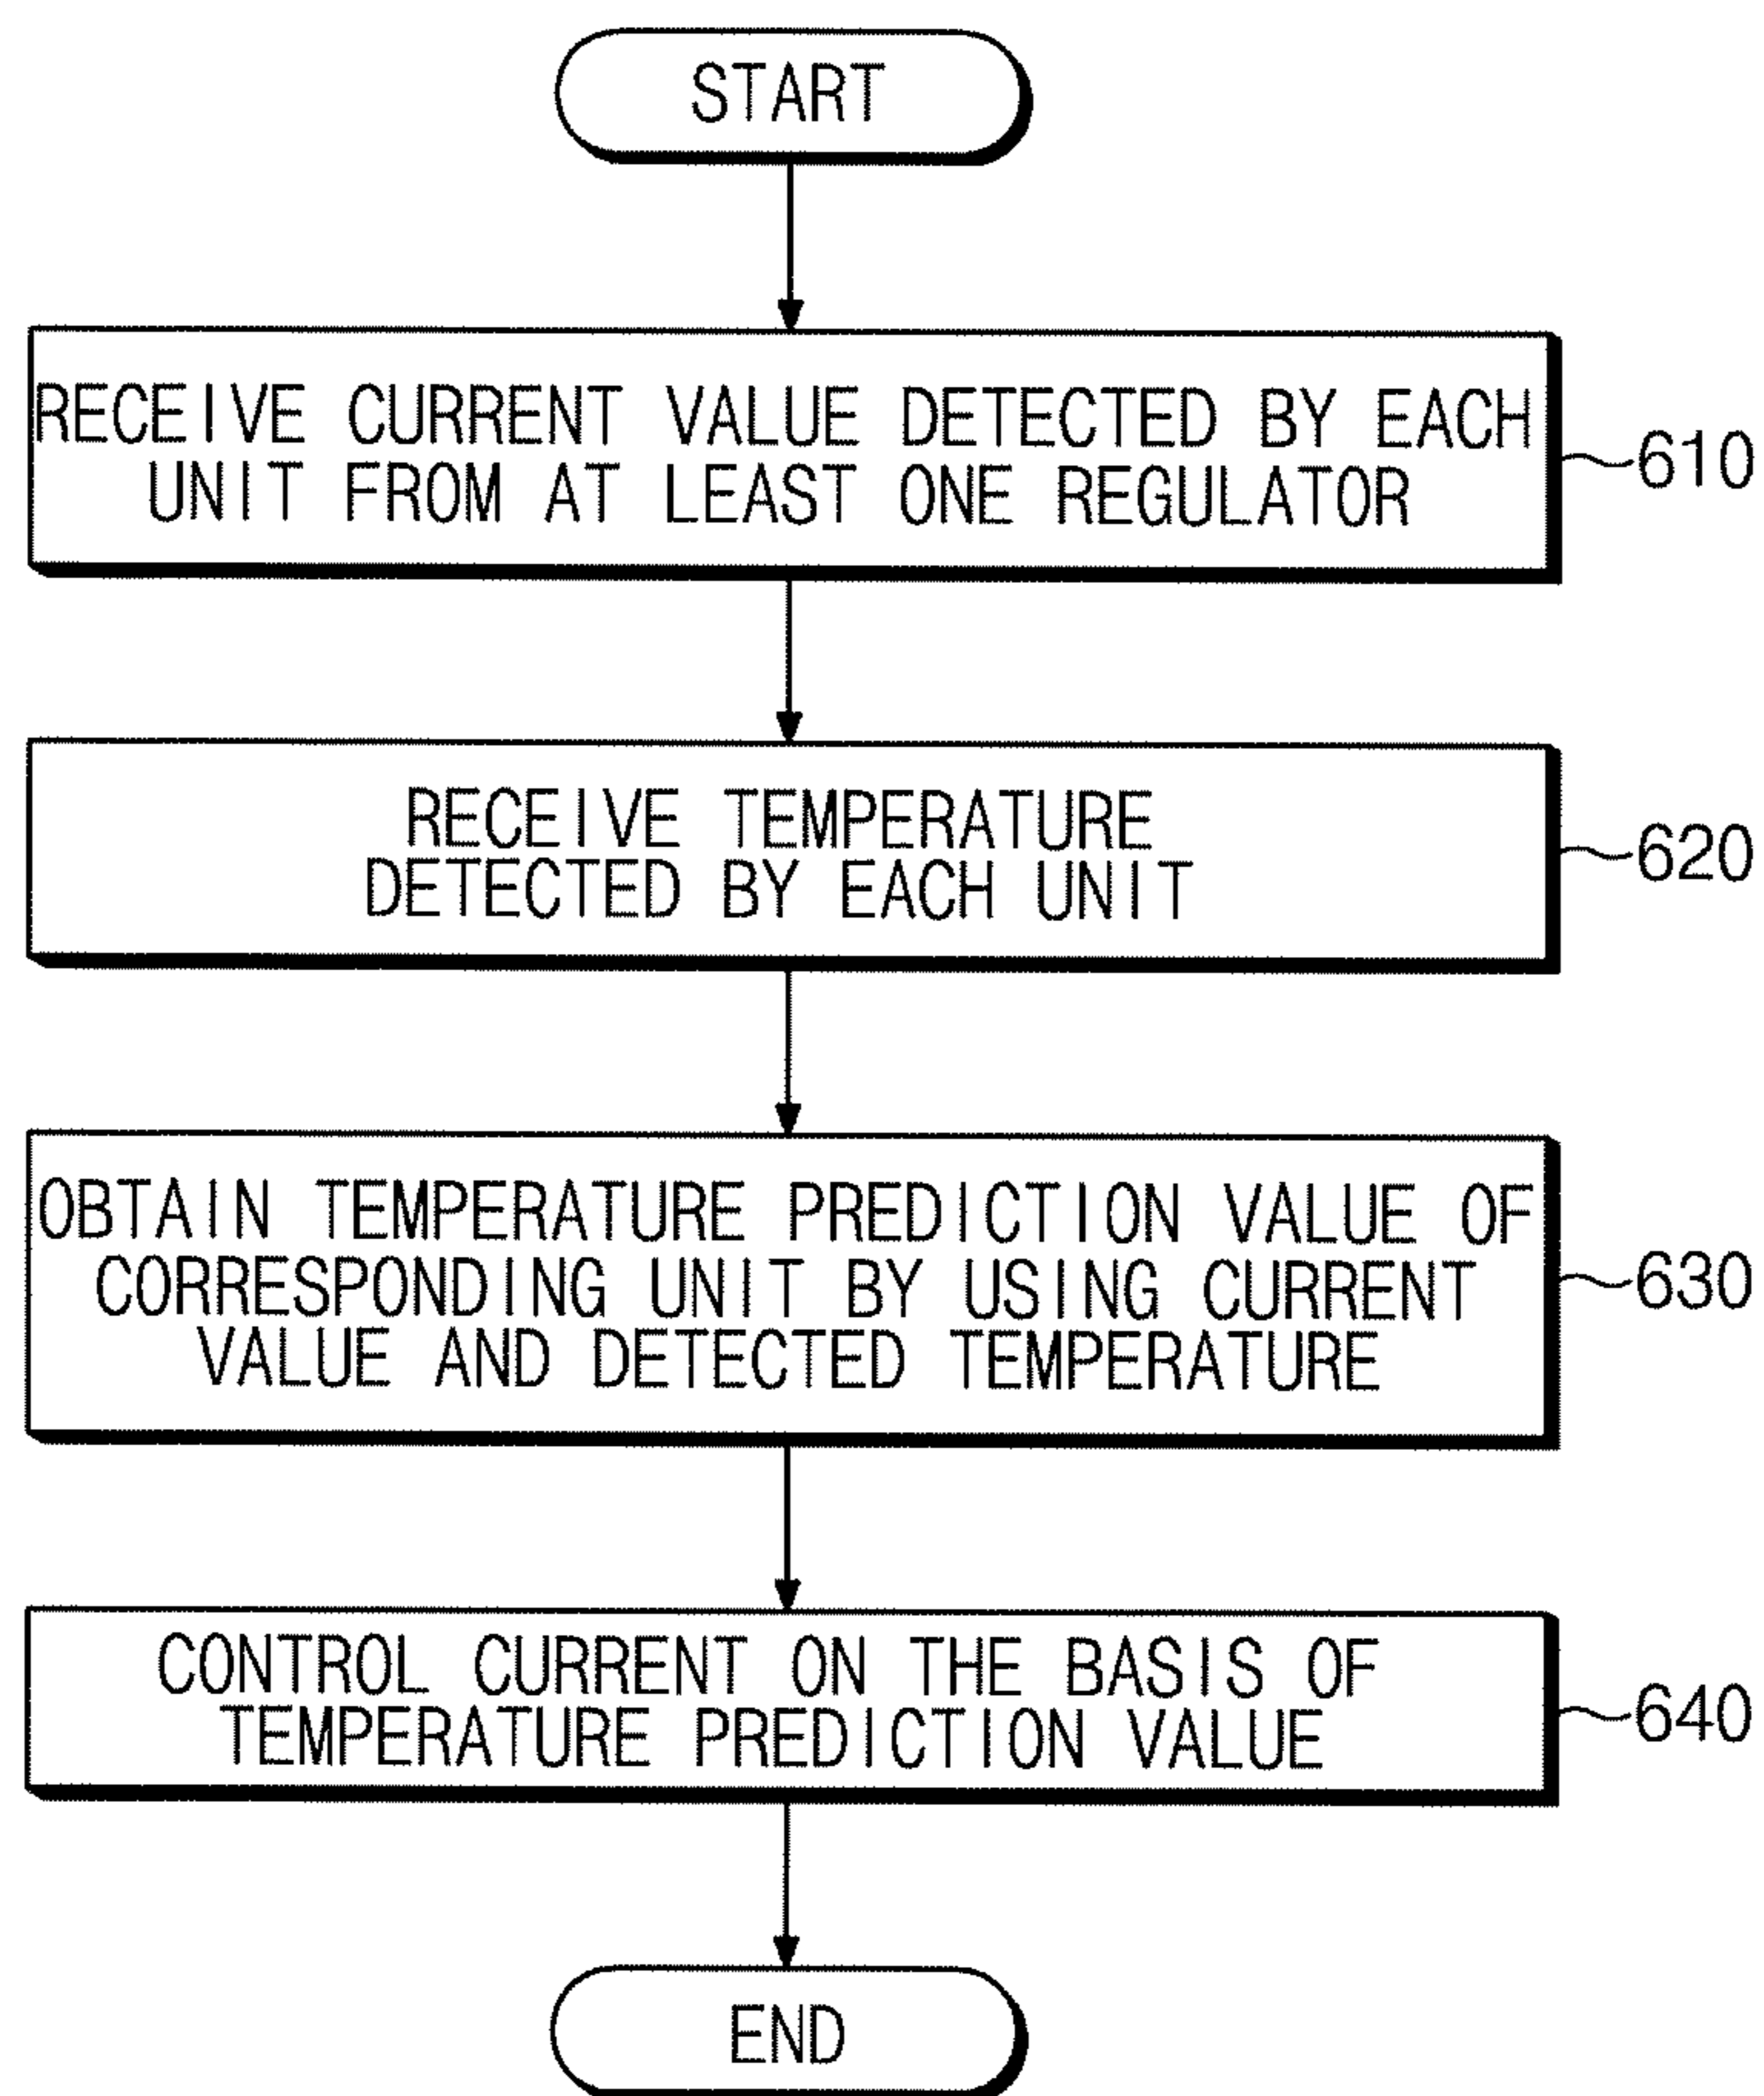 START
RECEIVE CURRENT VALUE DETECTED BY EACH
UNIT FROM AT LEAST ONE REGULATOR
610
RECEIVE TEMPERATURE
DETECTED BY EACH UNIT
620
OBTAIN TEMPERATURE PREDICTION VALUE OF
CORRESPONDING UNIT BY USING CURRENT
VALUE AND DETECTED TEMPERATURE
630
CONTROL CURRENT ON THE BASIS OF
TEMPERATURE PREDICTION VALUE
640
END